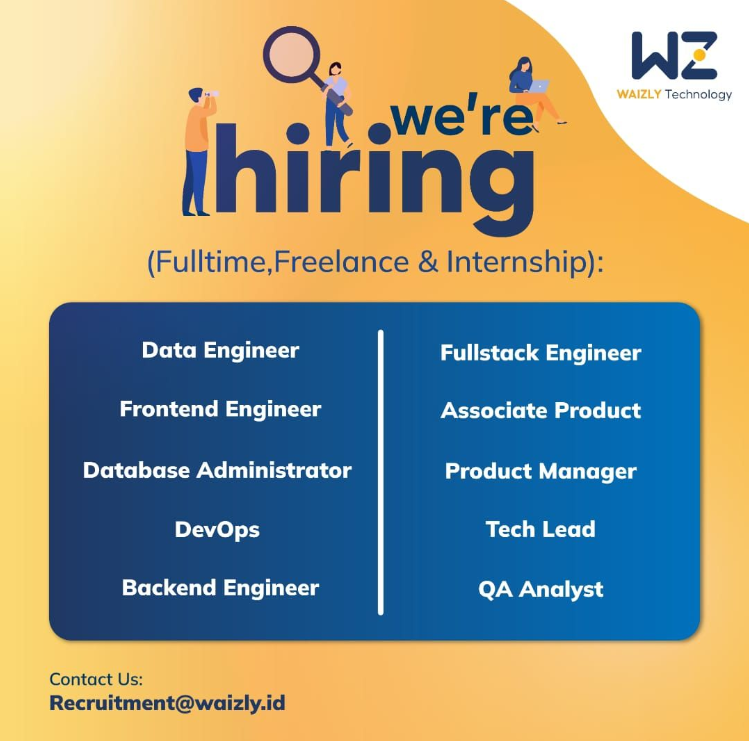 WZ
WAIZLY Technology
we're
hiring
(Fulltime,Freelance & Internship):
Data Engineer
Frontend Engineer
Database Administrator
DevOps
Backend Engineer
Fullstack Engineer
Associate Product
Product Manager
Tech Lead
QA Analyst
Contact Us:
Recruitment@waizly.id